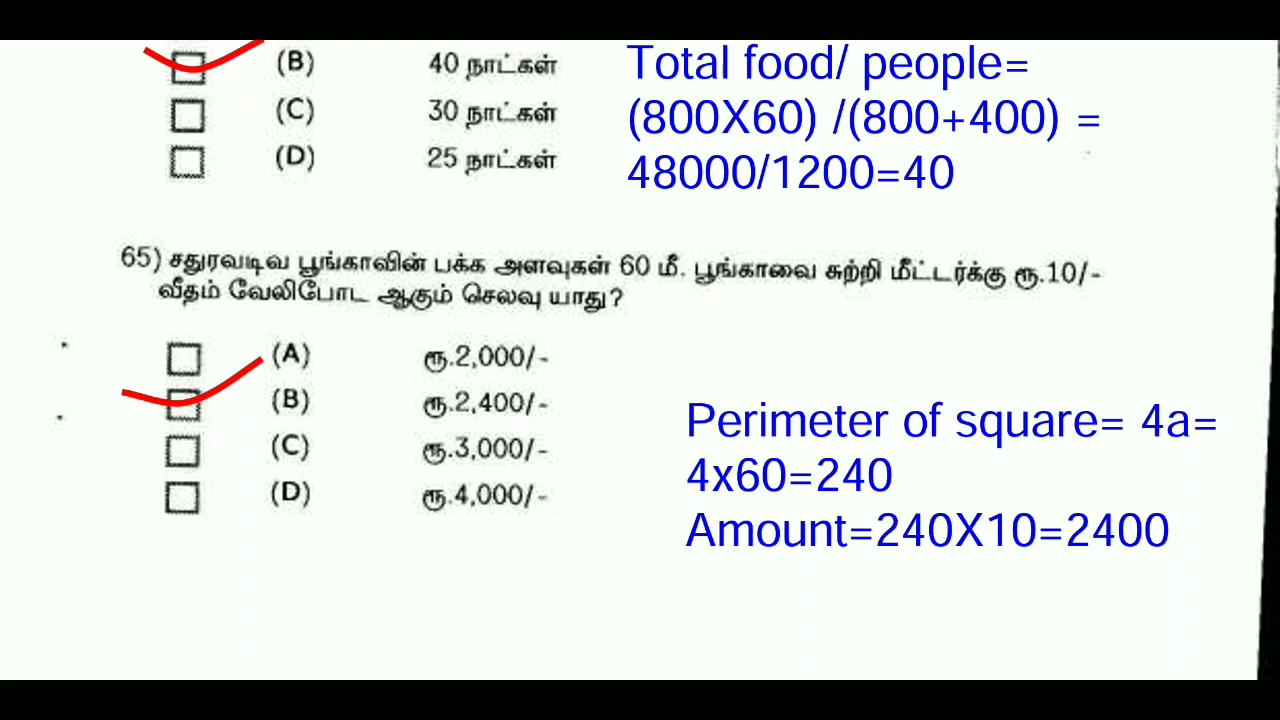 (B) 40 நாட்கள்
(C) 30 நாட்கள்
(D) 25 நாட்கள்
Total food/ people=
(800X60) /(800+400) =
48000/1200=40
65) சதுரவடிவ பூங்காவின் பக்க அளவுகள் 60 மீ. பூங்காவை சுற்றி மீட்டர்க்கு ரூ.10/-
வீதம் வேலிபோட ஆகும் செலவு யாது?
(A) ரூ.2,000/-
(B) ரூ.2,400/-
(C) ரூ.3,000/-
(D) ரூ.4,000/-
Perimeter of square= 4a=
4x60=240
Amount=240X10=2400